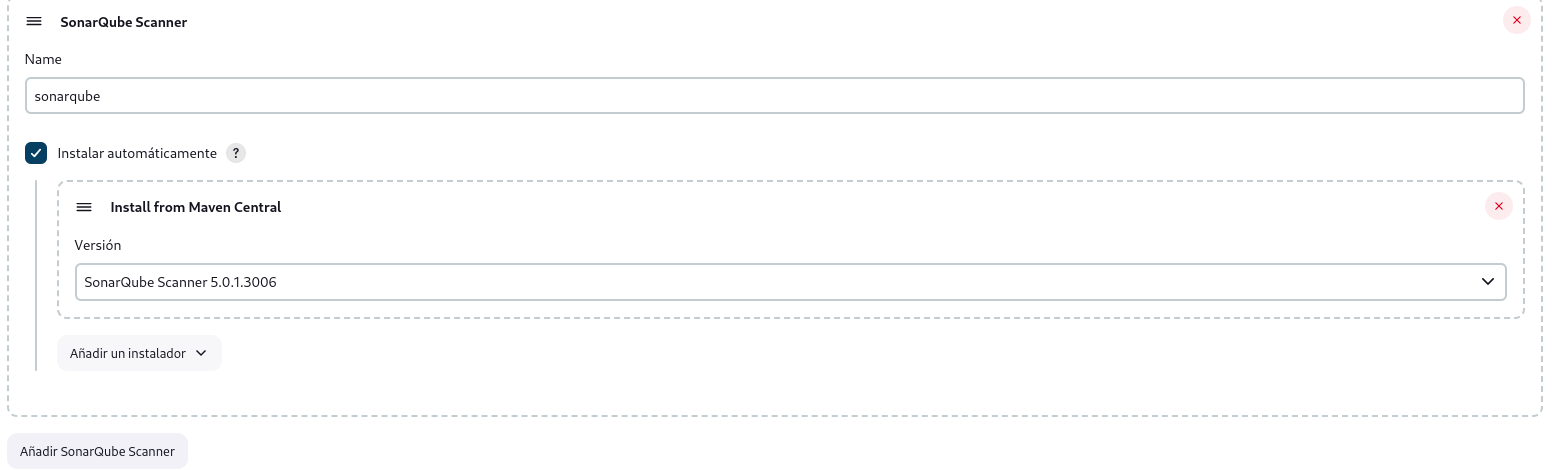 SonarQube Scanner
Name
sonarqube
Instalar automáticamente ?
Install from Maven Central
Versión
SonarQube Scanner 5.0.1.3006
Añadir un instalador
Añadir SonarQube Scanner